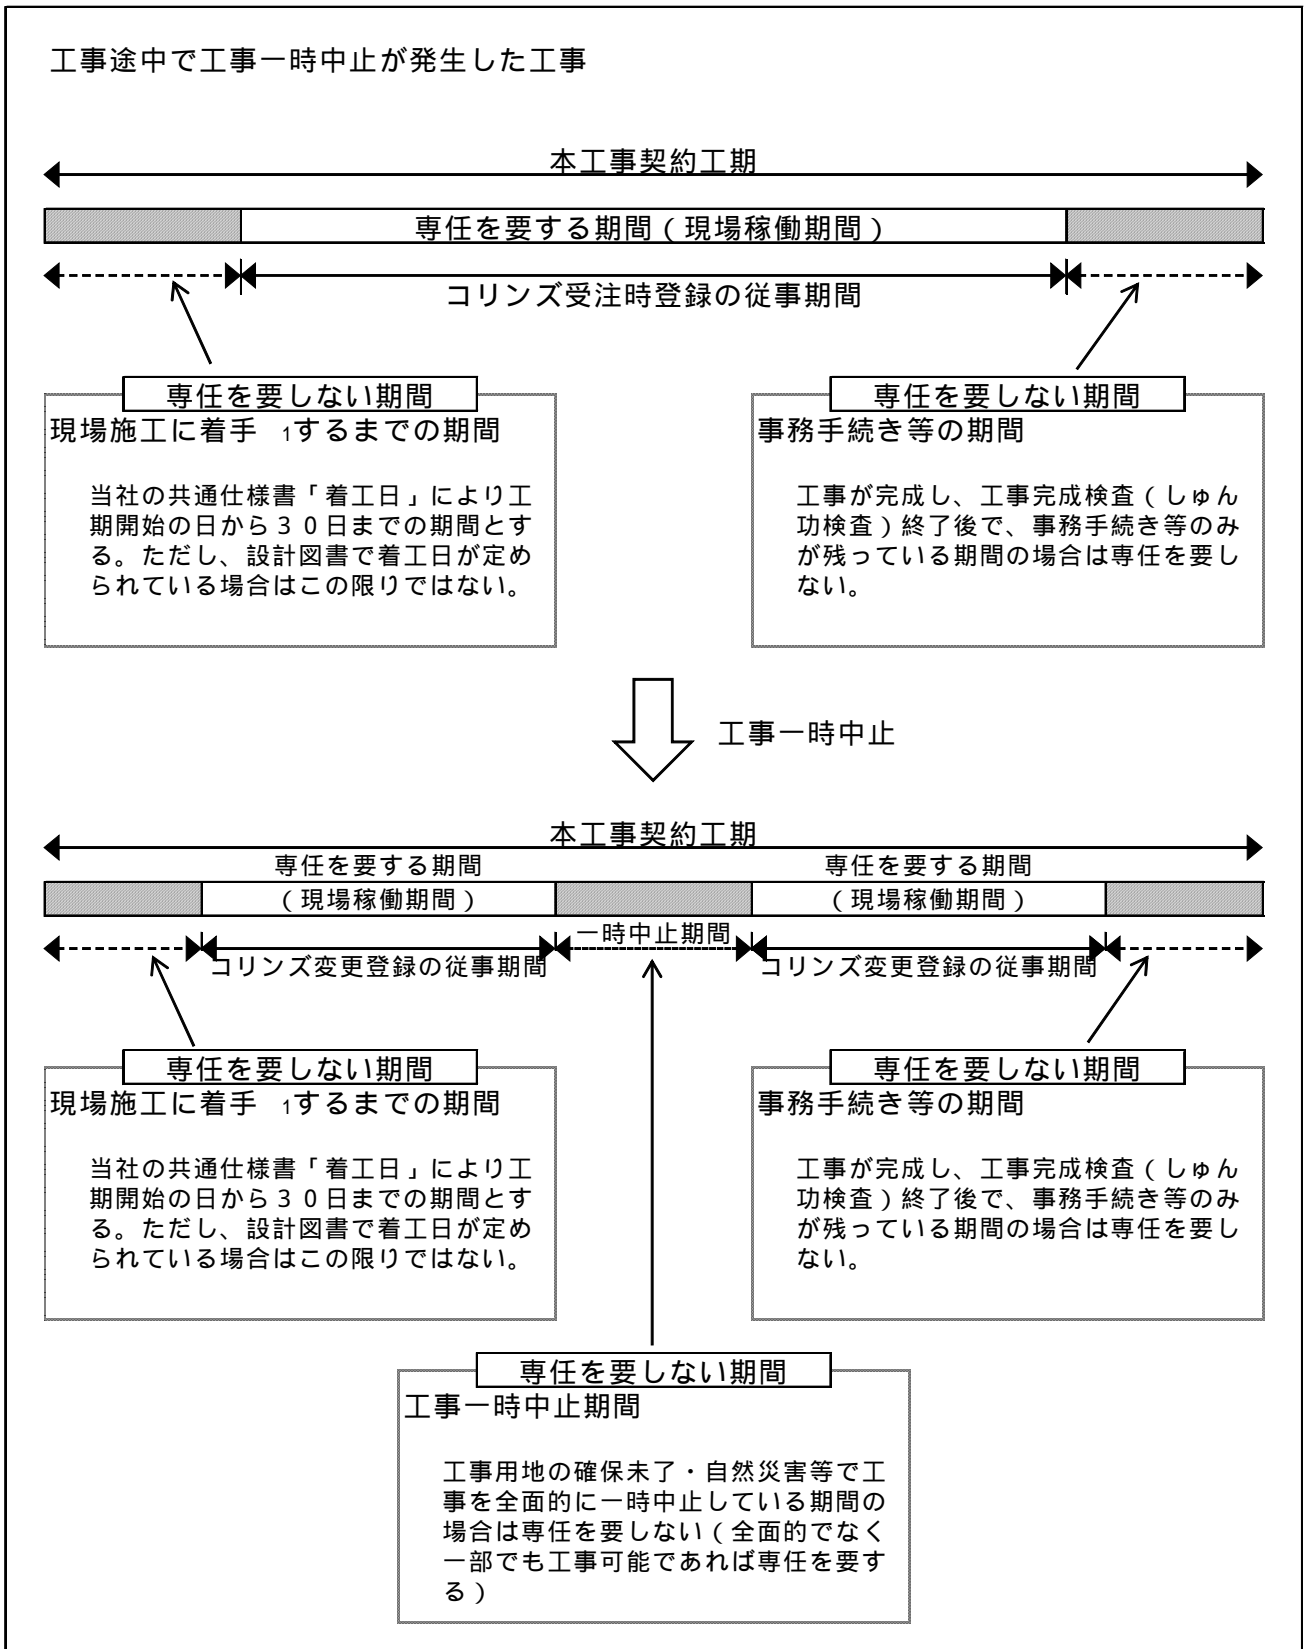 工事途中で工事一時中止が発生した工事
本工事契約工期
専任を要する期間（現場稼働期間）
コリンズ受注時登録の従事期間
専任を要しない期間
現場施工に着手　1するまでの期間
当社の共通仕様書「着工日」により工
期開始の日から３０日までの期間とす
る。ただし、設計図書で着工日が定め
られている場合はこの限りではない。
専任を要しない期間
事務手続き等の期間
工事が完成し、工事完成検査（しゅん
功検査）終了後で、事務手続き等のみ
が残っている期間の場合は専任を要し
ない。
工事一時中止
本工事契約工期
専任を要する期間
（現場稼働期間）
専任を要する期間
（現場稼働期間）
一時中止期間
コリンズ変更登録の従事期間
コリンズ変更登録の従事期間
専任を要しない期間
現場施工に着手　1するまでの期間
当社の共通仕様書「着工日」により工
期開始の日から３０日までの期間とす
る。ただし、設計図書で着工日が定め
られている場合はこの限りではない。
専任を要しない期間
事務手続き等の期間
工事が完成し、工事完成検査（しゅん
功検査）終了後で、事務手続き等のみ
が残っている期間の場合は専任を要し
ない。
専任を要しない期間
工事一時中止期間
工事用地の確保未了・自然災害等で工
事を全面的に一時中止している期間の
場合は専任を要しない（全面的でなく
一部でも工事可能であれば専任を要す
る）